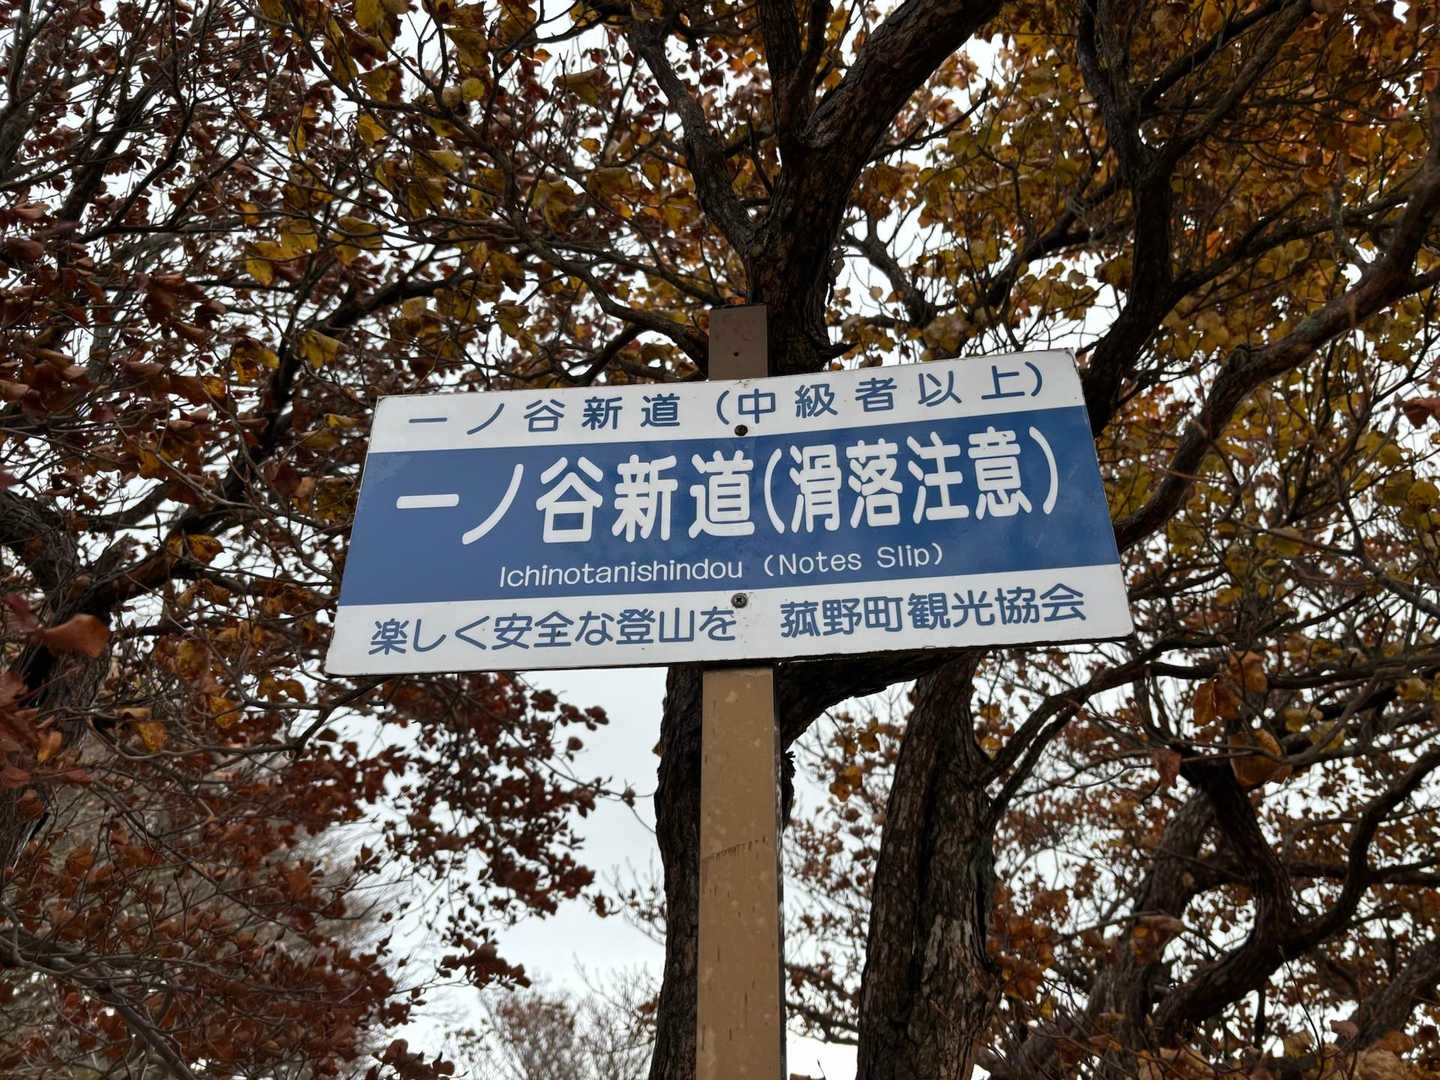 一ノ谷新道（中級者以上）
一ノ谷新道（滑落注意）
Ichinotanishindou (Notes Slip)
楽しく安全な登山を　菰野町観光協会